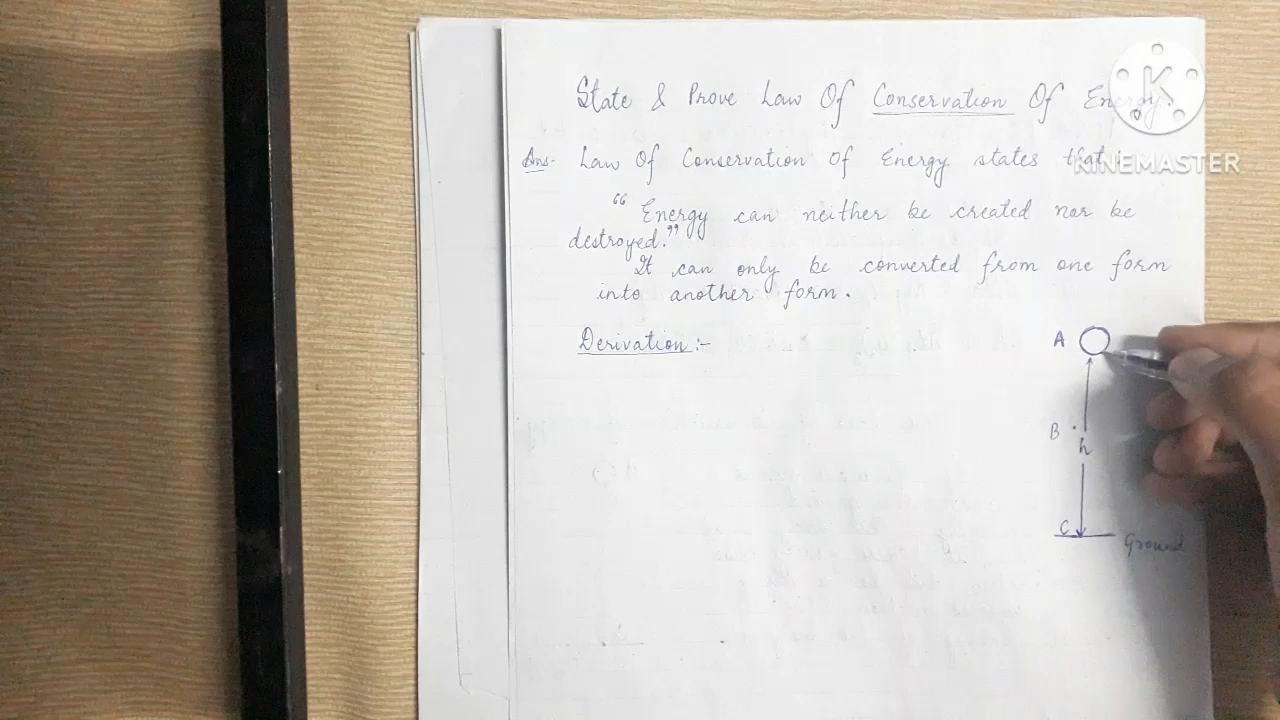 State & Prove Law Of Conservation Of Energy.
Ans- Law Of Conservation Of Energy states that :
“ Energy can neither be created nor be
destroyed.”
It can only be converted from one form
into another form.
Derivation :-
A
B
h
C
Ground
K
KINEMASTER